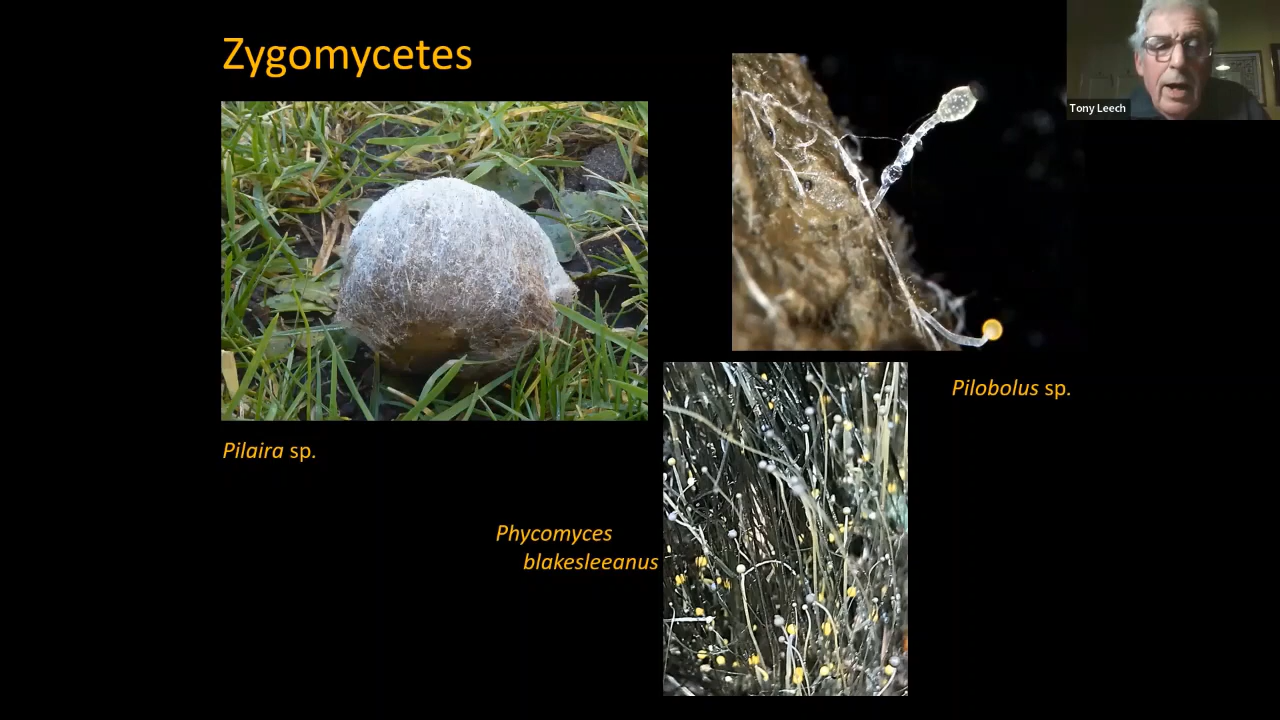 Zygomycetes
Tony Leech
Pilobolus sp.
Pilaira sp.
Phycomyces
blakesleeanus